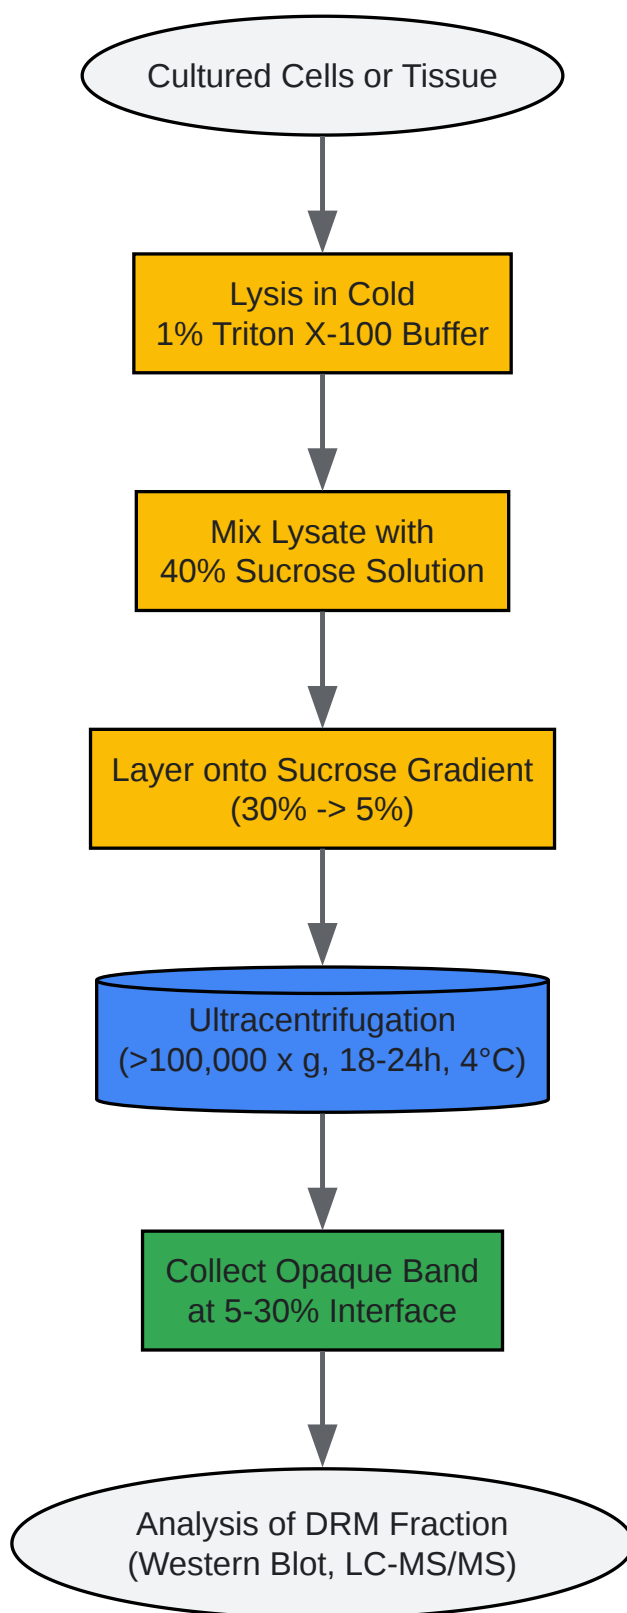 Cultured Cells or Tissue
Lysis in Cold
1% Triton X-100 Buffer
Mix Lysate with
40% Sucrose Solution
Layer onto Sucrose Gradient
(30% -> 5%)
Ultracentrifugation
(>100,000 x g, 18-24h, 4°C)
Collect Opaque Band
at 5-30% Interface
Analysis of DRM Fraction
(Western Blot, LC-MS/MS)